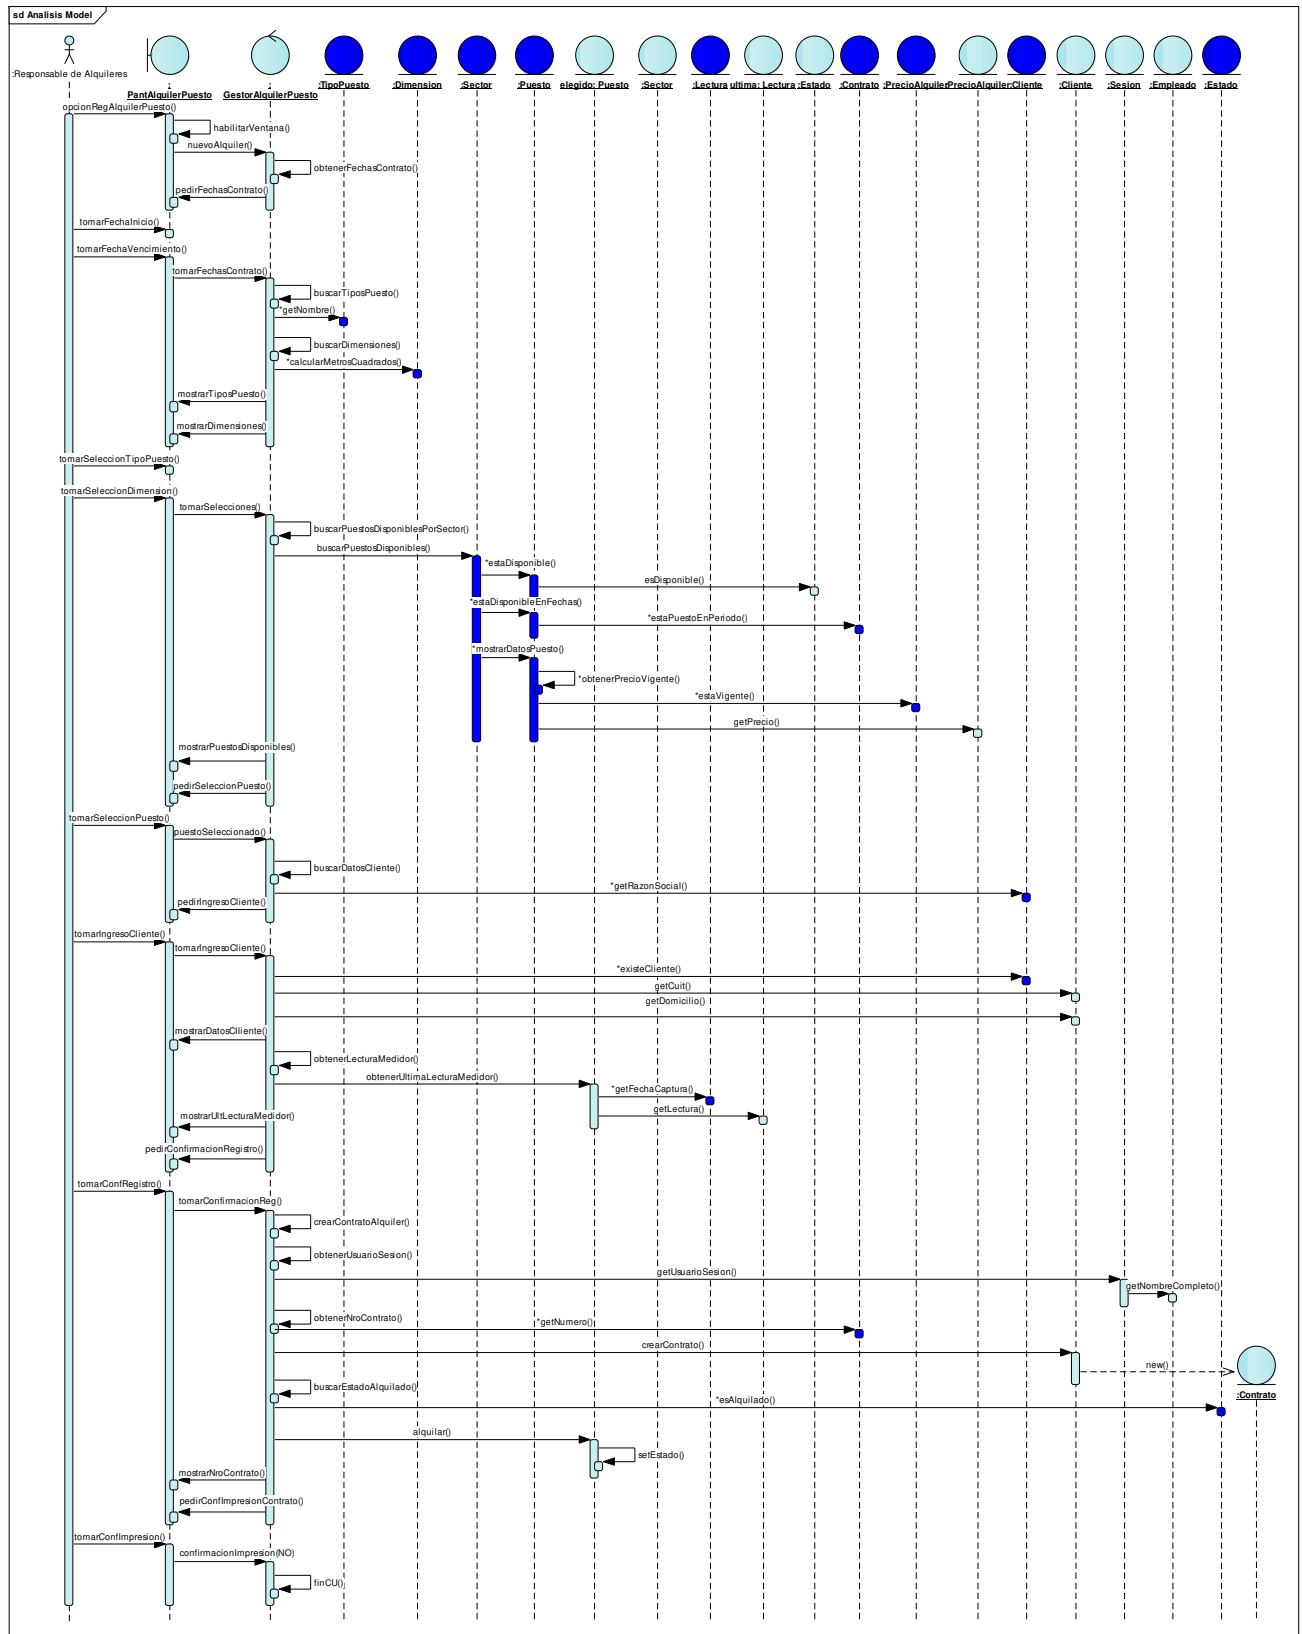 sd Analisis Model
:Responsable de Alquileres
:
PantAlquilerPuesto
:
GestorAlquilerPuesto
:TipoPuesto
:Dimension
:Sector
:Puesto
elegido: Puesto
:Sector
:Lectura
ultima: Lectura
:Estado
:Contrato
:PrecioAlquiler
PrecioAlquiler
:Cliente
:Cliente
:Sesion
:Empleado
:Estado
opcionRegAlquilerPuesto()
habilitarVentana()
nuevoAlquiler()
obtenerFechasContrato()
pedirFechasContrato()
tomarFechaInicio()
tomarFechaVencimiento()
tomarFechasContrato()
buscarTiposPuesto()
*getNombre()
buscarDimensiones()
*calcularMetrosCuadrados()
mostrarTiposPuesto()
mostrarDimensiones()
tomarSeleccionTipoPuesto()
tomarSeleccionDimension()
tomarSelecciones()
buscarPuestosDisponiblesPorSector()
buscarPuestosDisponibles()
*estaDisponible()
esDisponible()
*estaDisponibleEnFechas()
*estaPuestoEnPeriodo()
*mostrarDatosPuesto()
*obtenerPrecioVigente()
*estaVigente()
getPrecio()
mostrarPuestosDisponibles()
pedirSeleccionPuesto()
tomarSeleccionPuesto()
puestoSeleccionado()
buscarDatosCliente()
*getRazonSocial()
pedirIngresoCliente()
tomarIngresoCliente()
tomarIngresoCliente()
*existeCliente()
getCuit()
getDomicilio()
mostrarDatosClliente()
obtenerLecturaMedidor()
obtenerUltimaLecturaMedidor()
*getFechaCaptura()
getLectura()
mostrarUltLecturaMedidor()
pedirConfirmacionRegistro()
tomarConfRegistro()
tomarConfirmacionReg()
crearContratoAlquiler()
obtenerUsuarioSesion()
getUsuarioSesion()
getNombreCompleto()
obtenerNroContrato()
*getNumero()
crearContrato()
new()
:Contrato
buscarEstadoAlquilado()
*esAlquilado()
alquilar()
setEstado()
mostrarNroContrato()
pedirConfImpresionContrato()
tomarConfImpresion()
confirmacionImpresion(NO)
finCU()